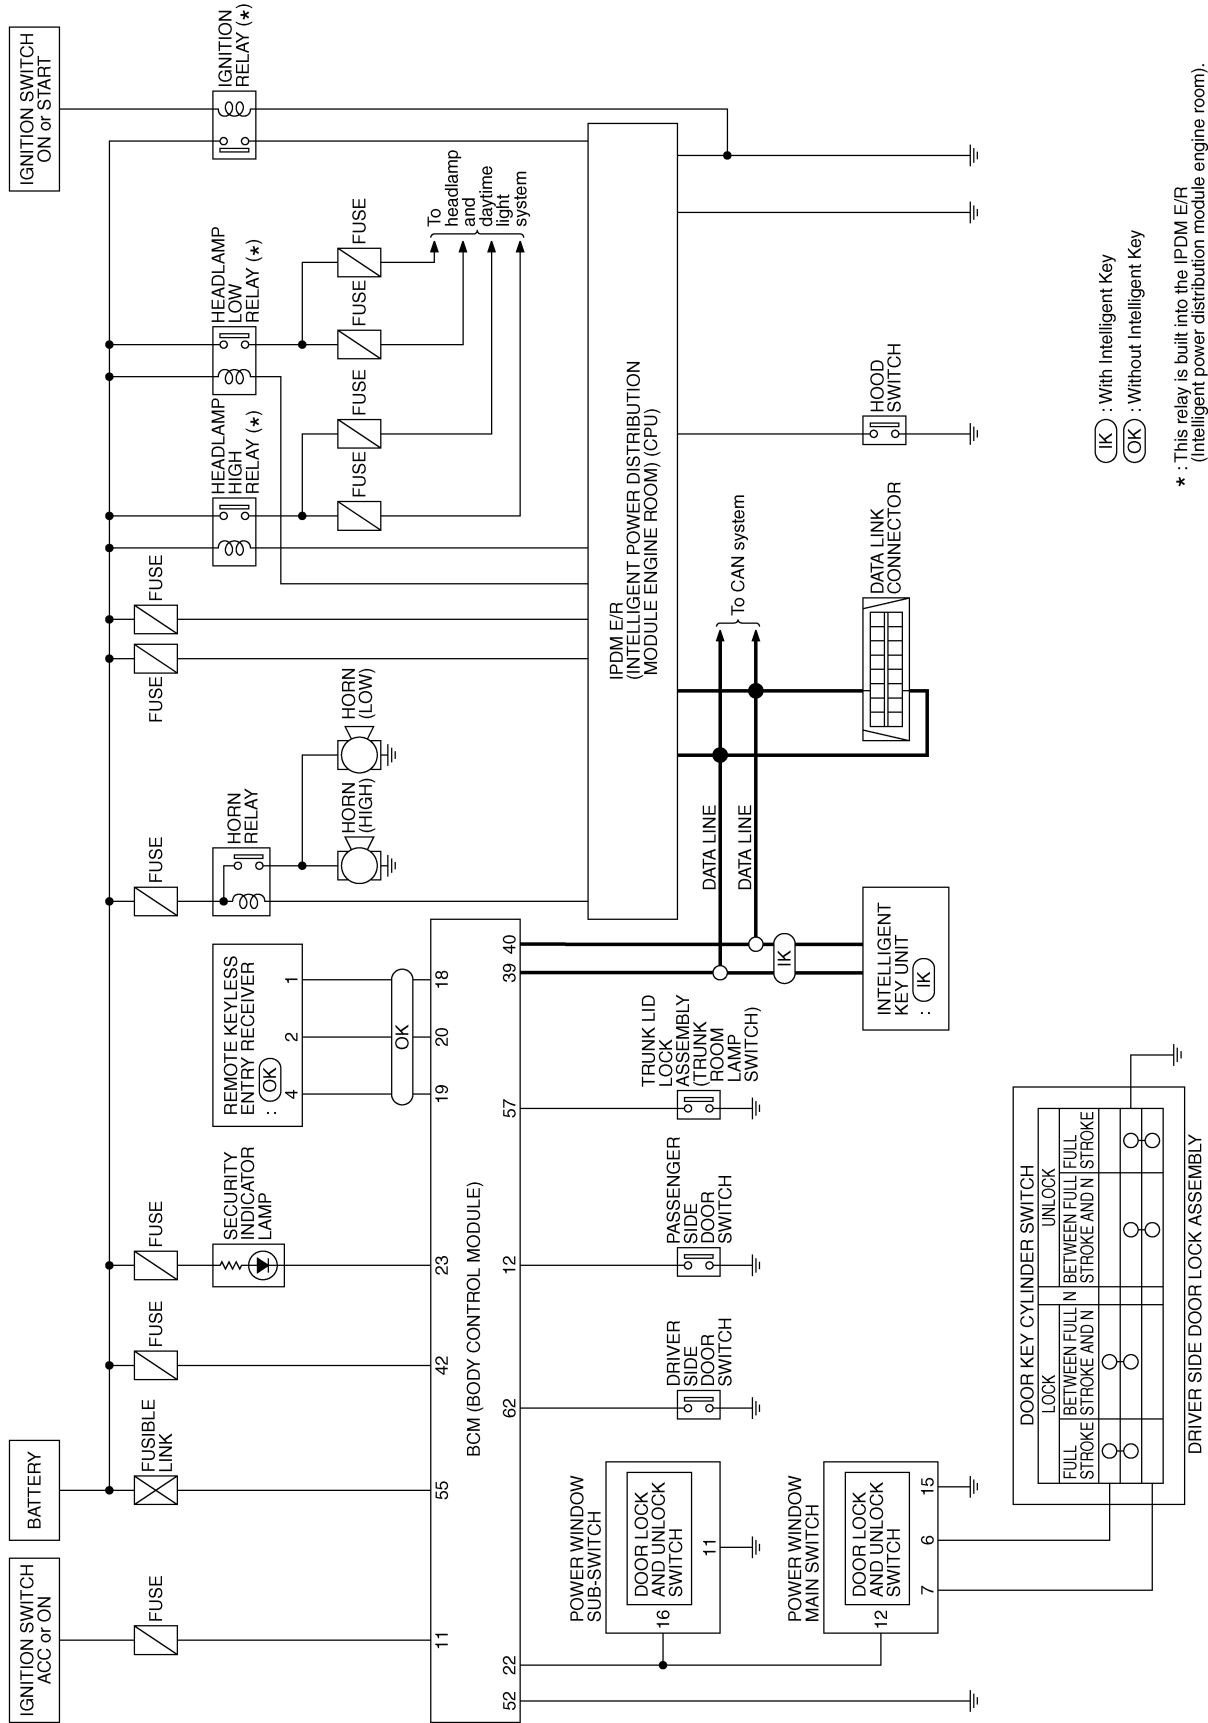 IGNITION SWITCH
ACC or ON
BATTERY
IGNITION SWITCH
ON or START
FUSE
FUSIBLE
LINK
FUSE
FUSE
SECURITY
INDICATOR
LAMP
REMOTE KEYLESS
ENTRY RECEIVER
: OK
4
2
1
OK
FUSE
HORN
RELAY
HORN
(HIGH)
HORN
(LOW)
FUSE
FUSE
HEADLAMP
HIGH
RELAY (*)
HEADLAMP
LOW
RELAY (*)
IGNITION
RELAY (*)
FUSE
FUSE
FUSE
FUSE
To
headlamp
and
daytime
light
system
11
55
42
23
19
20
18
BCM (BODY CONTROL MODULE)
52
22
62
12
57
39
40
IPDM E/R
(INTELLIGENT POWER DISTRIBUTION
MODULE ENGINE ROOM) (CPU)
POWER WINDOW
SUB-SWITCH
DOOR LOCK
AND UNLOCK
SWITCH
16
11
DRIVER
SIDE
DOOR
SWITCH
PASSENGER
SIDE
DOOR
SWITCH
TRUNK LID
LOCK
ASSEMBLY
(TRUNK
ROOM
LAMP
SWITCH)
DATA LINE
DATA LINE
To CAN system
IK
POWER WINDOW
MAIN SWITCH
DOOR LOCK
AND UNLOCK
SWITCH
12
7
6
15
INTELLIGENT
KEY UNIT
: IK
DATA LINK
CONNECTOR
HOOD
SWITCH
DOOR KEY CYLINDER SWITCH
LOCK
UNLOCK
FULL
STROKE
BETWEEN FULL
STROKE AND N
N
BETWEEN FULL
STROKE AND N
FULL
STROKE
DRIVER SIDE DOOR LOCK ASSEMBLY
IK : With Intelligent Key
OK : Without Intelligent Key
* : This relay is built into the IPDM E/R
(Intelligent power distribution module engine room).